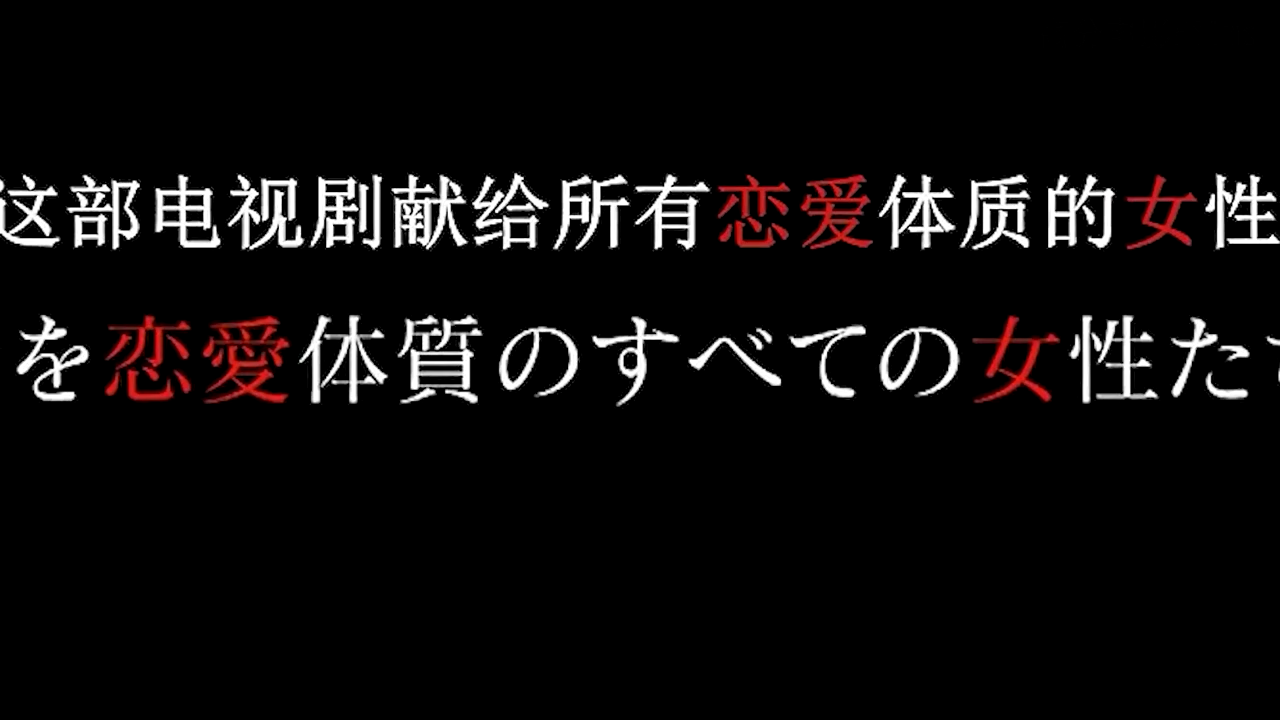 这部电视剧献给所有恋爱体质的女性
を恋愛体質のすべての女性た